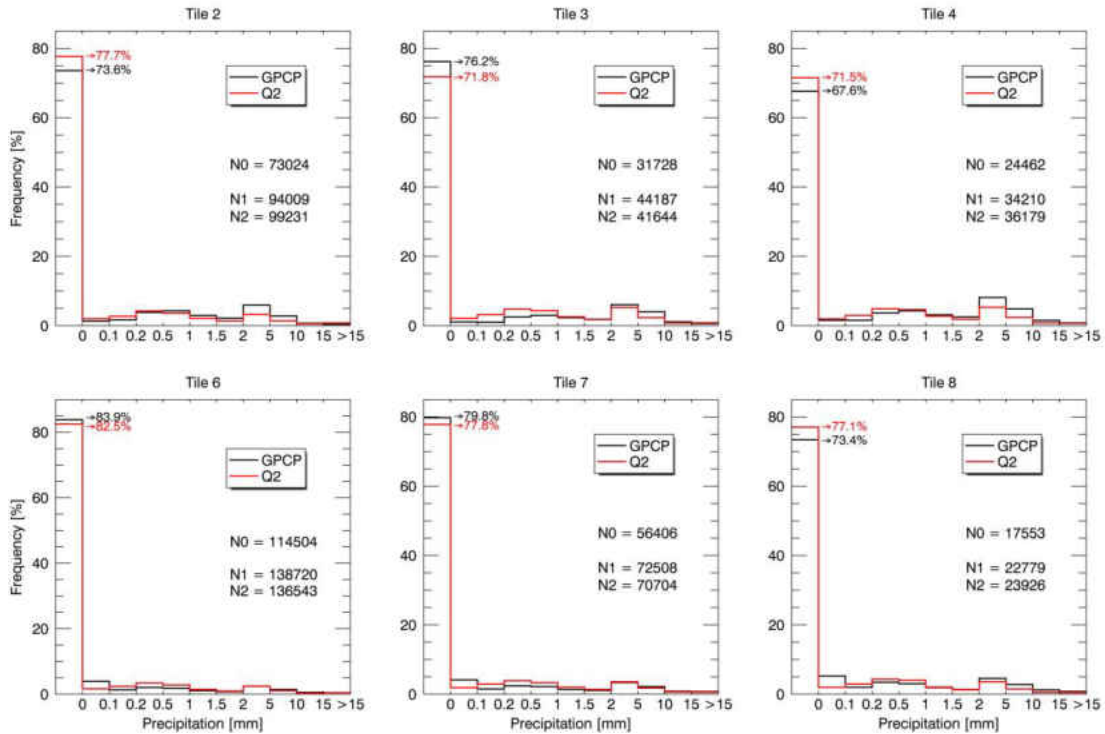 Tile 2
Frequency [%]
80
60
40
20
0
→77.7%
→73.6%
GPCP
Q2
N0 = 73024
N1 = 94009
N2 = 99231
0 0.1 0.2 0.5 1 1.5 2 5 10 15 >15
Tile 3
80
60
40
20
0
→76.2%
→71.8%
GPCP
Q2
N0 = 31728
N1 = 44187
N2 = 41644
0 0.1 0.2 0.5 1 1.5 2 5 10 15 >15
Tile 4
80
60
40
20
0
→71.5%
→67.6%
GPCP
Q2
N0 = 24462
N1 = 34210
N2 = 36179
0 0.1 0.2 0.5 1 1.5 2 5 10 15 >15
Tile 6
Frequency [%]
80
60
40
20
0
→83.9%
→82.5%
GPCP
Q2
N0 = 114504
N1 = 138720
N2 = 136543
0 0.1 0.2 0.5 1 1.5 2 5 10 15 >15
Precipitation [mm]
Tile 7
80
60
40
20
0
→79.8%
→77.8%
GPCP
Q2
N0 = 56406
N1 = 72508
N2 = 70704
0 0.1 0.2 0.5 1 1.5 2 5 10 15 >15
Precipitation [mm]
Tile 8
80
60
40
20
0
→77.1%
→73.4%
GPCP
Q2
N0 = 17553
N1 = 22779
N2 = 23926
0 0.1 0.2 0.5 1 1.5 2 5 10 15 >15
Precipitation [mm]